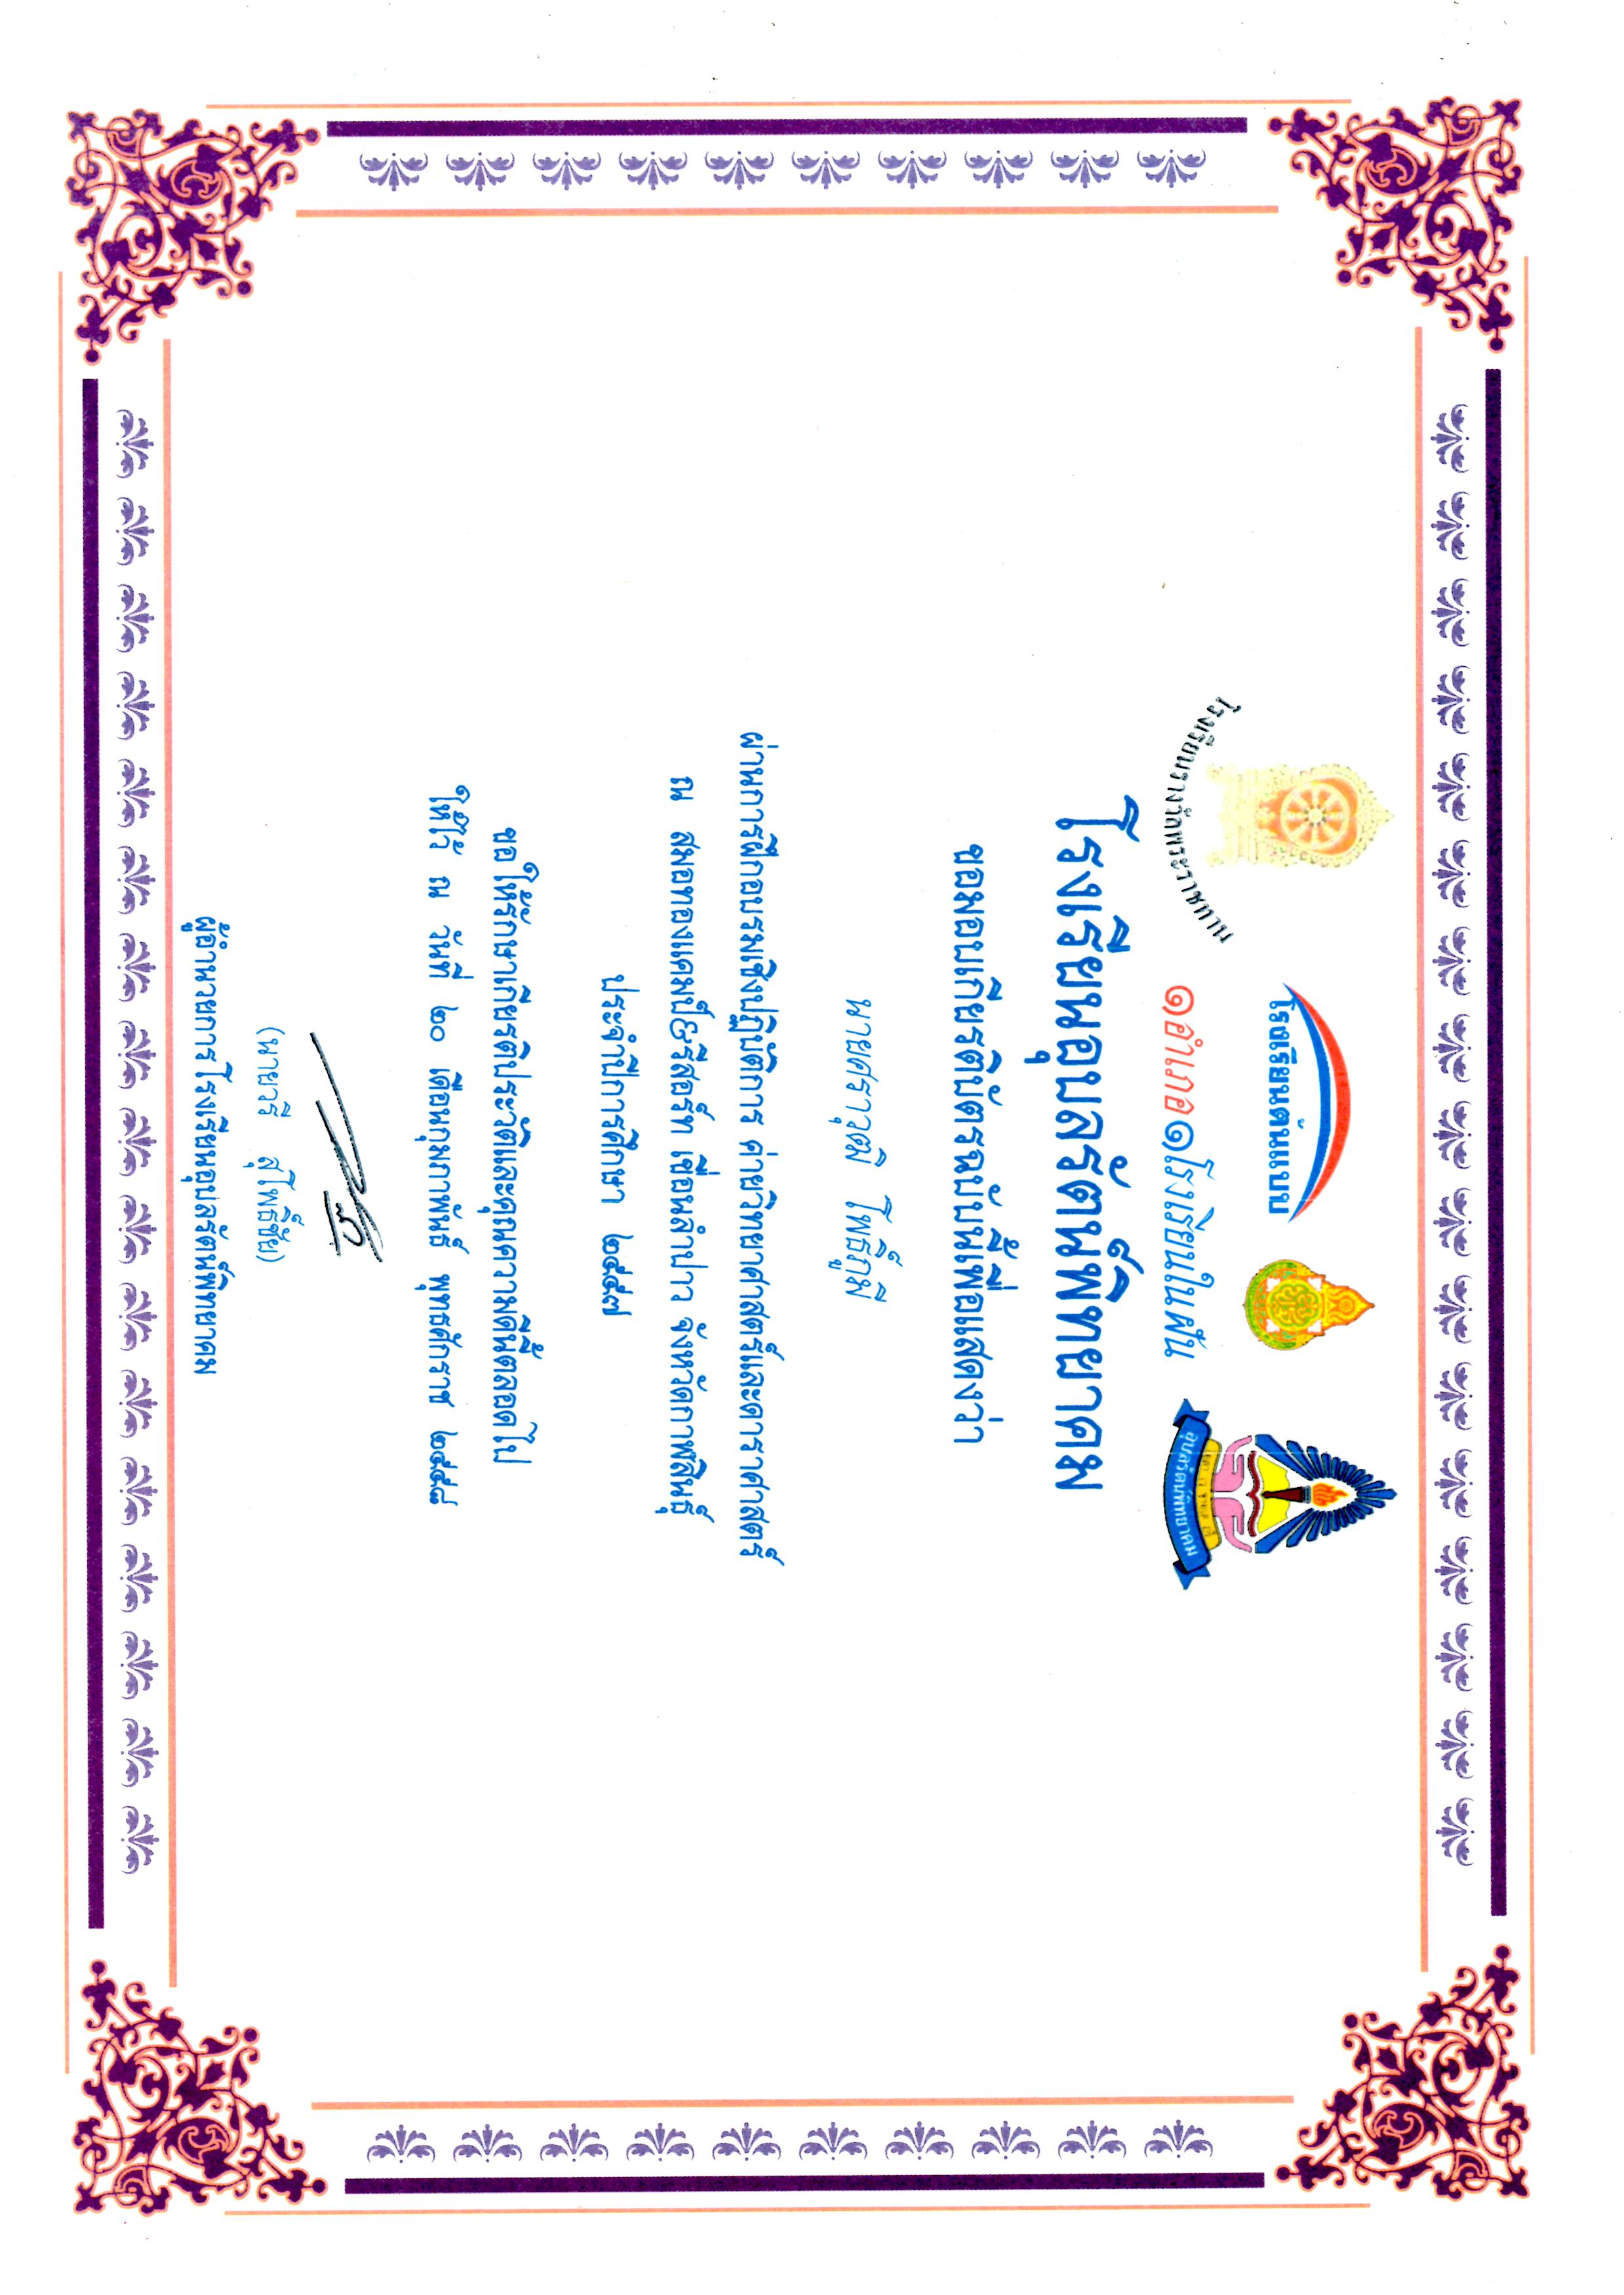 โรงเรียนรางวัลพระราชทาน
โรงเรียนต้นแบบ
๑อำเภอ๑โรงเรียนในฝัน
อุบลรัตน์พิทยาคม
โรงเรียนอุบลรัตน์พิทยาคม
ขอมอบเกียรติบัตรฉบับนี้เพื่อแสดงว่า
นายศราวุฒิ โพธิ์ภูมี
ผ่านการฝึกอบรมเชิงปฏิบัติการ ค่ายวิทยาศาสตร์และดาราศาสตร์
ณ สมอทองแคมป์&รีสอร์ท เขื่อนลำปาว จังหวัดกาฬสินธุ์
ประจำปีการศึกษา ๒๕๕๗
ขอให้รักษาเกียรติประวัติและคุณความดีนี้ตลอดไป
ให้ไว้ ณ วันที่ ๒๐ เดือนกุมภาพันธ์ พุทธศักราช ๒๕๕๘
(นายวรี สุโพธิ์ชัย)
ผู้อำนวยการโรงเรียนอุบลรัตน์พิทยาคม